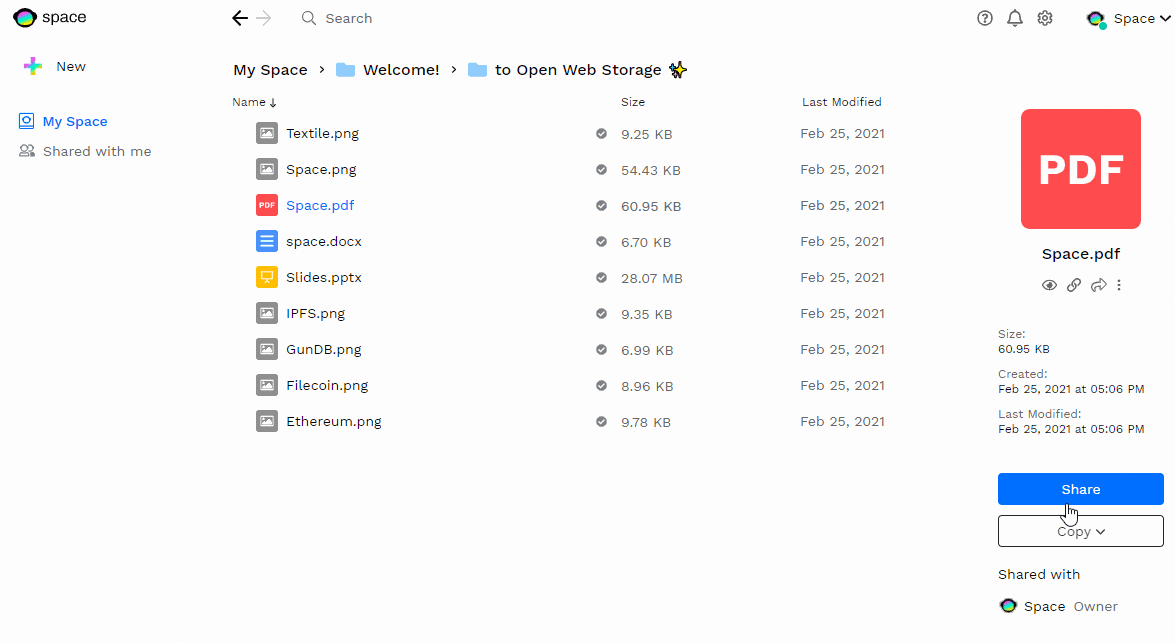 space
Search
Space
New
My Space
Shared with me
My Space › Welcome! › to Open Web Storage ✨
Name ↓ Size Last Modified
Textile.png 9.25 KB Feb 25, 2021
Space.png 54.43 KB Feb 25, 2021
PDF Space.pdf 60.95 KB Feb 25, 2021
space.docx 6.70 KB Feb 25, 2021
Slides.pptx 28.07 MB Feb 25, 2021
IPFS.png 9.35 KB Feb 25, 2021
GunDB.png 6.99 KB Feb 25, 2021
Filecoin.png 8.96 KB Feb 25, 2021
Ethereum.png 9.78 KB Feb 25, 2021
PDF
Space.pdf
Size:
60.95 KB
Created:
Feb 25, 2021 at 05:06 PM
Last Modified:
Feb 25, 2021 at 05:06 PM
Share
Copy
Shared with
Space Owner